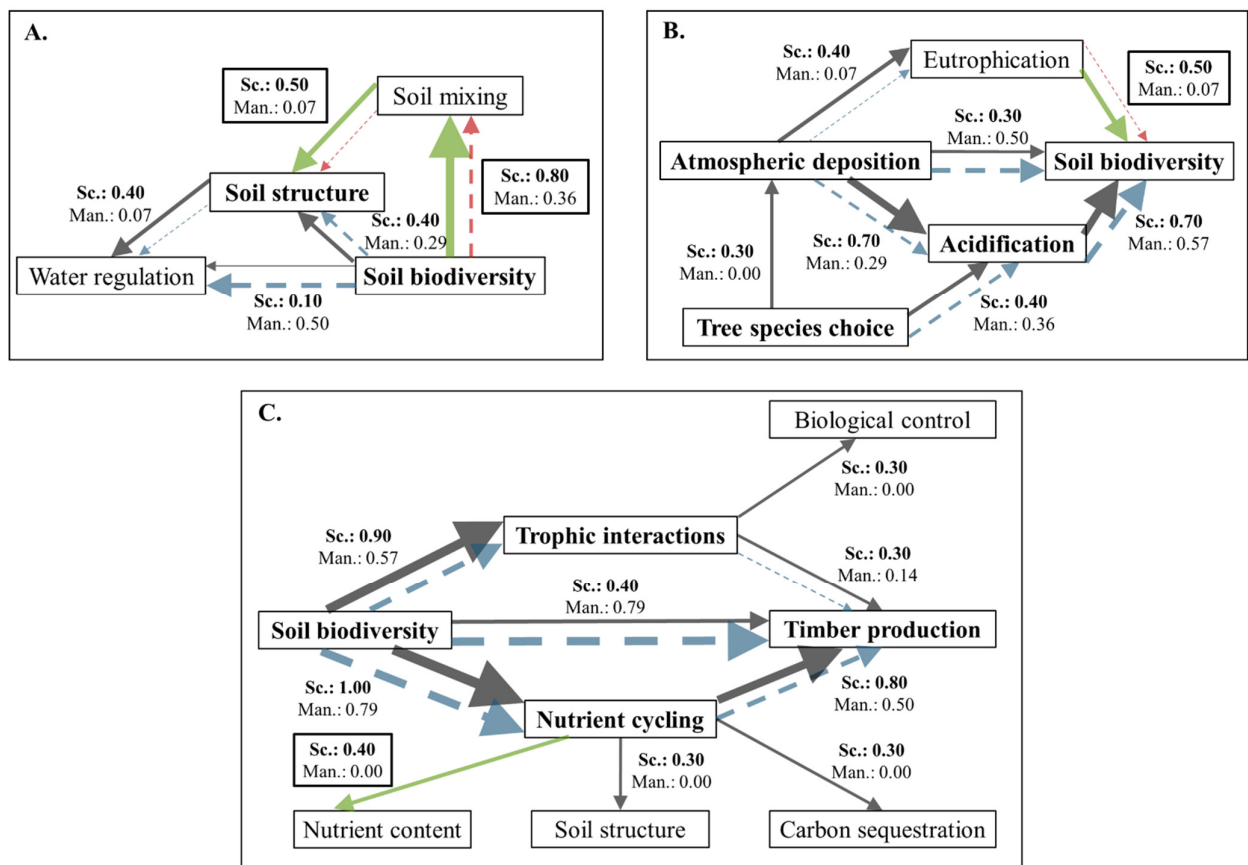 A.
Sc.: 0.50
Man.: 0.07
Soil mixing
Sc.: 0.80
Man.: 0.36
Soil structure
Sc.: 0.40
Man.: 0.07
Sc.: 0.40
Man.: 0.29
Water regulation
Soil biodiversity
Sc.: 0.10
Man.: 0.50
B.
Sc.: 0.40
Man.: 0.07
Eutrophication
Sc.: 0.50
Man.: 0.07
Sc.: 0.30
Man.: 0.50
Atmospheric deposition
Soil biodiversity
Sc.: 0.30
Man.: 0.00
Sc.: 0.70
Man.: 0.29
Acidification
Sc.: 0.70
Man.: 0.57
Sc.: 0.40
Man.: 0.36
Tree species choice
C.
Biological control
Sc.: 0.30
Man.: 0.00
Sc.: 0.90
Man.: 0.57
Trophic interactions
Sc.: 0.30
Man.: 0.14
Sc.: 0.40
Man.: 0.79
Soil biodiversity
Timber production
Sc.: 1.00
Man.: 0.79
Sc.: 0.80
Man.: 0.50
Nutrient cycling
Sc.: 0.40
Man.: 0.00
Sc.: 0.30
Man.: 0.00
Sc.: 0.30
Man.: 0.00
Nutrient content
Soil structure
Carbon sequestration